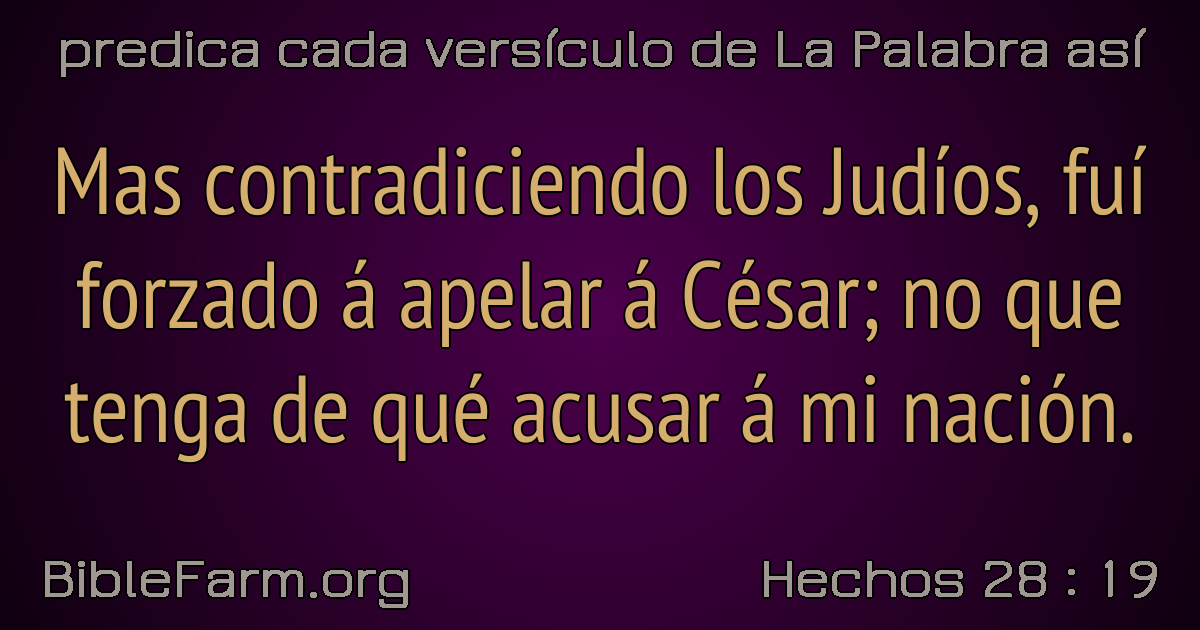 predica cada versículo de La Palabra así
Mas contradiciendo los Judíos, fuí
forzado á apelar á César; no que
tenga de qué acusar á mi nación.
BibleFarm.org
Hechos 28 : 19